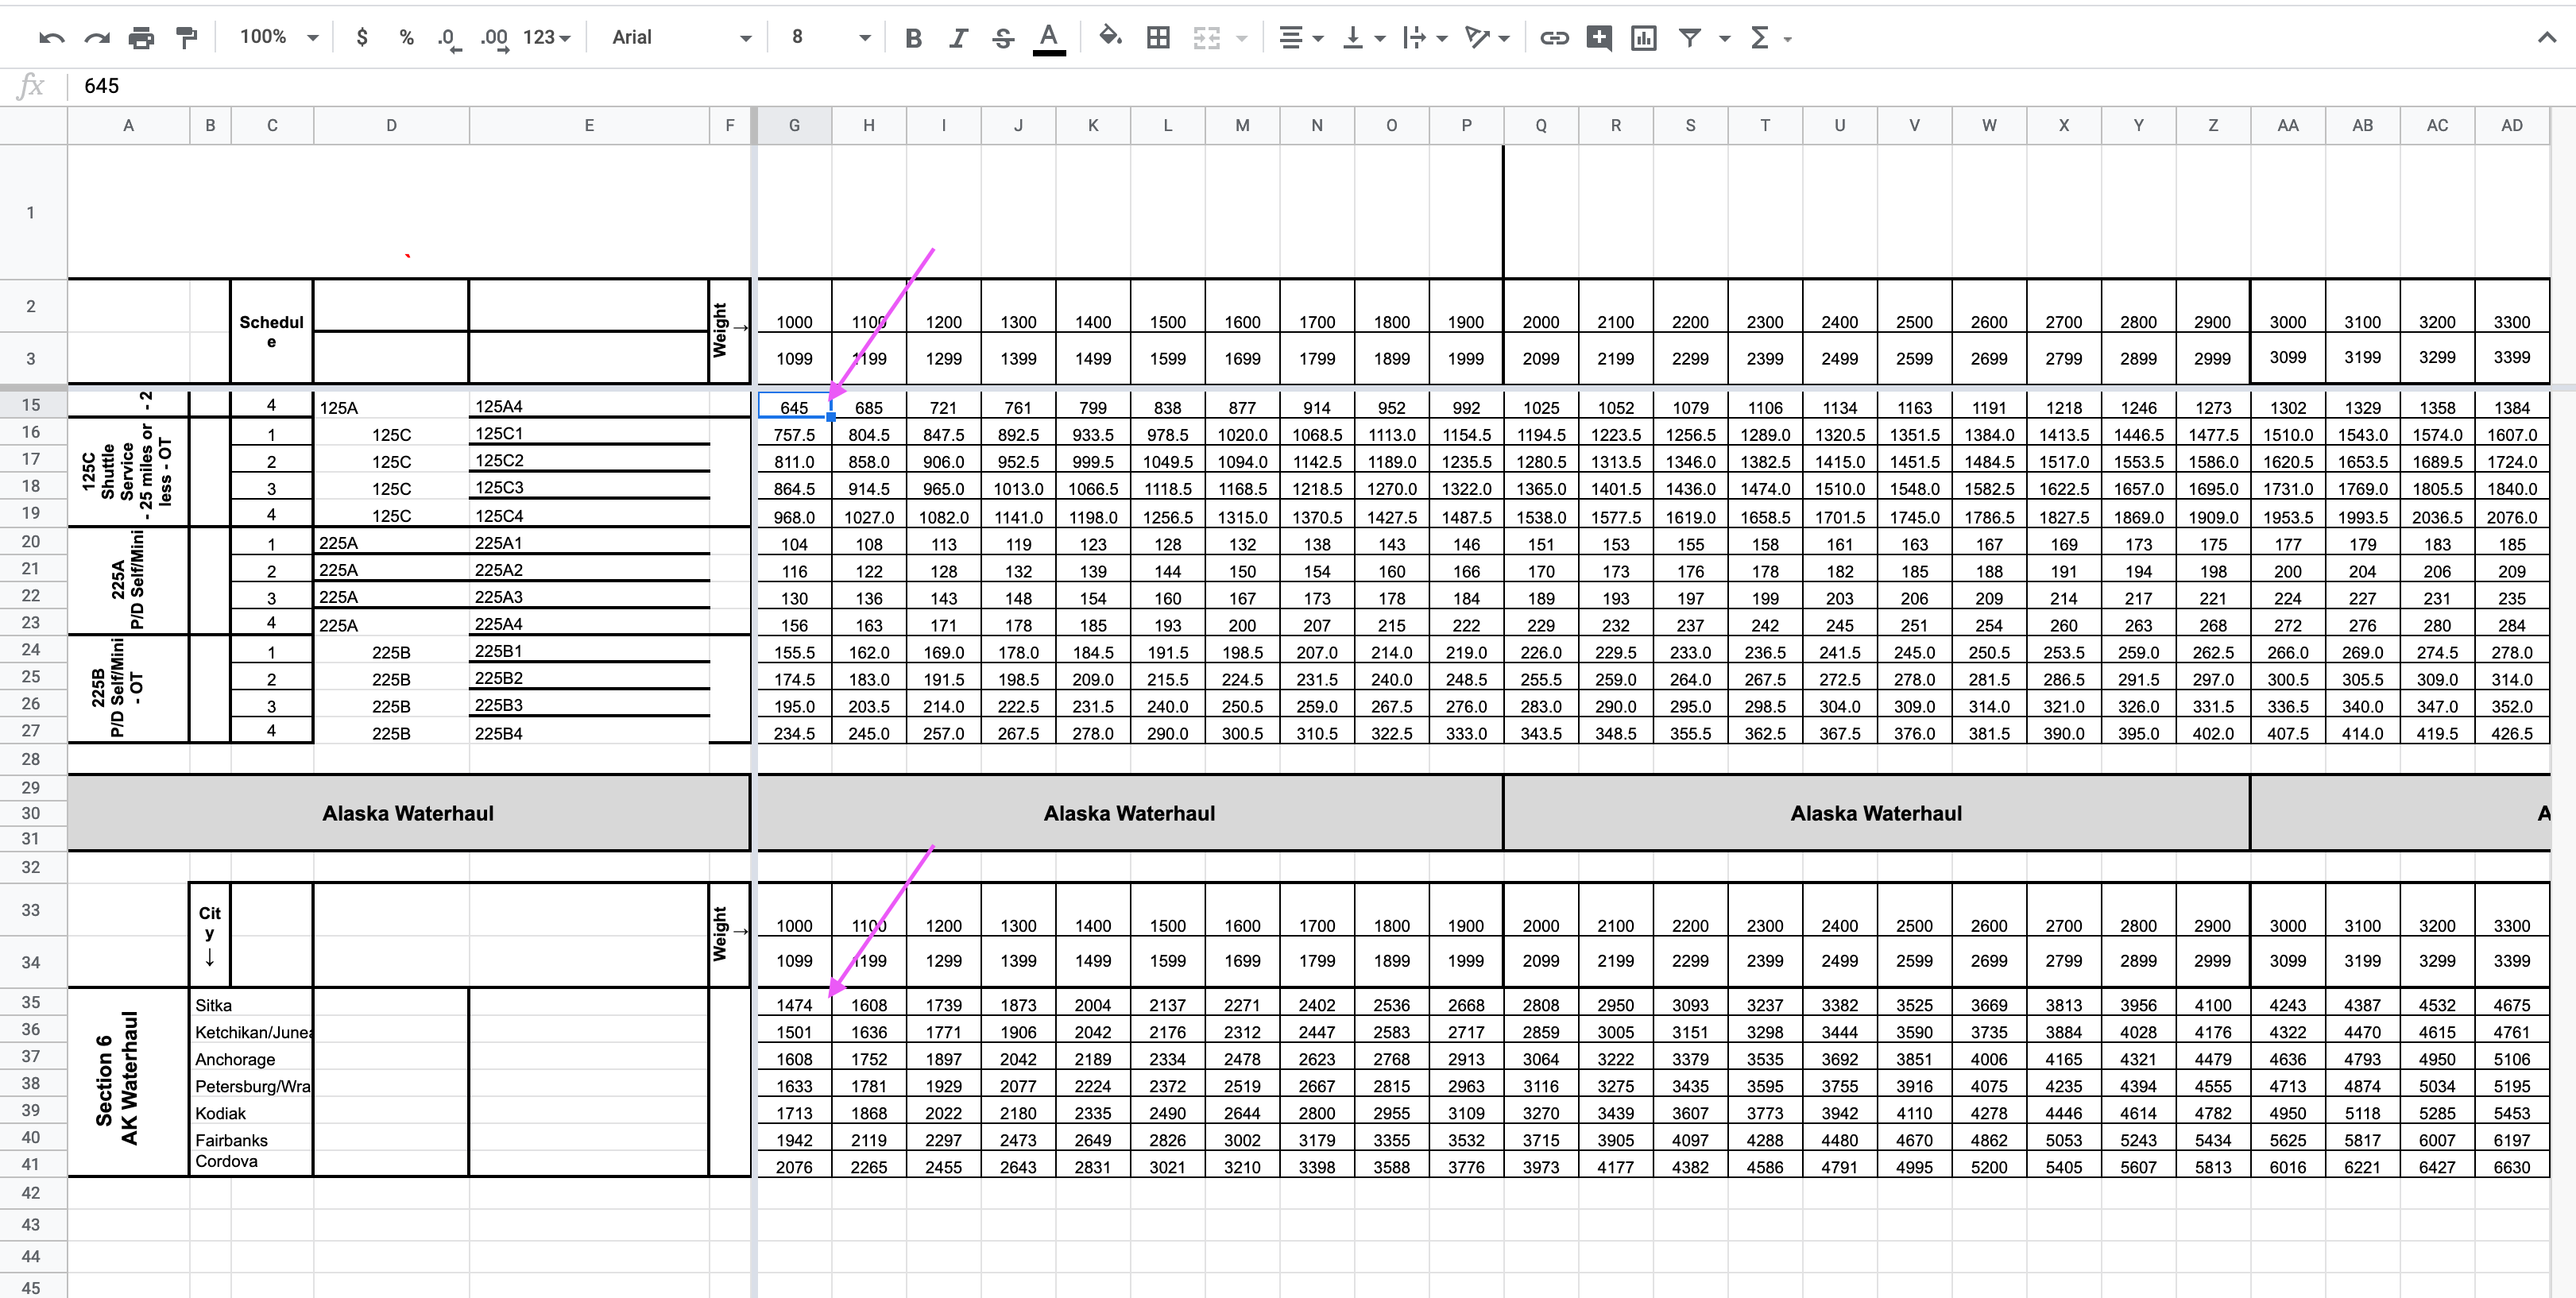 100% $ % .0 .00 123 Arial 8 B I S A Σ
fx 645
A B C D E F G H I J K L M N O P Q R S T U V W X Y Z AA AB AC AD
1
2 Schedul 1000 1100 1200 1300 1400 1500 1600 1700 1800 1900 2000 2100 2200 2300 2400 2500 2600 2700 2800 2900 3000 3100 3200 3300
e Weight →
3 1099 1199 1299 1399 1499 1599 1699 1799 1899 1999 2099 2199 2299 2399 2499 2599 2699 2799 2899 2999 3099 3199 3299 3399
15 - 2 4 125A 125A4 645 685 721 761 799 838 877 914 952 992 1025 1052 1079 1106 1134 1163 1191 1218 1246 1273 1302 1329 1358 1384
125C
Shuttle
Service
- 25 miles or
less - OT
16 1 125C 125C1 757.5 804.5 847.5 892.5 933.5 978.5 1020.0 1068.5 1113.0 1154.5 1194.5 1223.5 1256.5 1289.0 1320.5 1351.5 1384.0 1413.5 1446.5 1477.5 1510.0 1543.0 1574.0 1607.0
17 2 125C 125C2 811.0 858.0 906.0 952.5 999.5 1049.5 1094.0 1142.5 1189.0 1235.5 1280.5 1313.5 1346.0 1382.5 1415.0 1451.5 1484.5 1517.0 1553.5 1586.0 1620.5 1653.5 1689.5 1724.0
18 3 125C 125C3 864.5 914.5 965.0 1013.0 1066.5 1118.5 1168.5 1218.5 1270.0 1322.0 1365.0 1401.5 1436.0 1474.0 1510.0 1548.0 1582.5 1622.5 1657.0 1695.0 1731.0 1769.0 1805.5 1840.0
19 4 125C 125C4 968.0 1027.0 1082.0 1141.0 1198.0 1256.5 1315.0 1370.5 1427.5 1487.5 1538.0 1577.5 1619.0 1658.5 1701.5 1745.0 1786.5 1827.5 1869.0 1909.0 1953.5 1993.5 2036.5 2076.0
225A
P/D Self/Mini
20 1 225A 225A1 104 108 113 119 123 128 132 138 143 146 151 153 155 158 161 163 167 169 173 175 177 179 183 185
21 2 225A 225A2 116 122 128 132 139 144 150 154 160 166 170 173 176 178 182 185 188 191 194 198 200 204 206 209
22 3 225A 225A3 130 136 143 148 154 160 167 173 178 184 189 193 197 199 203 206 209 214 217 221 224 227 231 235
23 4 225A 225A4 156 163 171 178 185 193 200 207 215 222 229 232 237 242 245 251 254 260 263 268 272 276 280 284
225B
P/D Self/Mini
- OT
24 1 225B 225B1 155.5 162.0 169.0 178.0 184.5 191.5 198.5 207.0 214.0 219.0 226.0 229.5 233.0 236.5 241.5 245.0 250.5 253.5 259.0 262.5 266.0 269.0 274.5 278.0
25 2 225B 225B2 174.5 183.0 191.5 198.5 209.0 215.5 224.5 231.5 240.0 248.5 255.5 259.0 264.0 267.5 272.5 278.0 281.5 286.5 291.5 297.0 300.5 305.5 309.0 314.0
26 3 225B 225B3 195.0 203.5 214.0 222.5 231.5 240.0 250.5 259.0 267.5 276.0 283.0 290.0 295.0 298.5 304.0 309.0 314.0 321.0 326.0 331.5 336.5 340.0 347.0 352.0
27 4 225B 225B4 234.5 245.0 257.0 267.5 278.0 290.0 300.5 310.5 322.5 333.0 343.5 348.5 355.5 362.5 367.5 376.0 381.5 390.0 395.0 402.0 407.5 414.0 419.5 426.5
28
29
30 Alaska Waterhaul Alaska Waterhaul Alaska Waterhaul A
31
32
33 Cit 1000 1100 1200 1300 1400 1500 1600 1700 1800 1900 2000 2100 2200 2300 2400 2500 2600 2700 2800 2900 3000 3100 3200 3300
y Weight →
34 ↓ 1099 1199 1299 1399 1499 1599 1699 1799 1899 1999 2099 2199 2299 2399 2499 2599 2699 2799 2899 2999 3099 3199 3299 3399
Section 6
AK Waterhaul
35 Sitka 1474 1608 1739 1873 2004 2137 2271 2402 2536 2668 2808 2950 3093 3237 3382 3525 3669 3813 3956 4100 4243 4387 4532 4675
36 Ketchikan/Junea 1501 1636 1771 1906 2042 2176 2312 2447 2583 2717 2859 3005 3151 3298 3444 3590 3735 3884 4028 4176 4322 4470 4615 4761
37 Anchorage 1608 1752 1897 2042 2189 2334 2478 2623 2768 2913 3064 3222 3379 3535 3692 3851 4006 4165 4321 4479 4636 4793 4950 5106
38 Petersburg/Wra 1633 1781 1929 2077 2224 2372 2519 2667 2815 2963 3116 3275 3435 3595 3755 3916 4075 4235 4394 4555 4713 4874 5034 5195
39 Kodiak 1713 1868 2022 2180 2335 2490 2644 2800 2955 3109 3270 3439 3607 3773 3942 4110 4278 4446 4614 4782 4950 5118 5285 5453
40 Fairbanks 1942 2119 2297 2473 2649 2826 3002 3179 3355 3532 3715 3905 4097 4288 4480 4670 4862 5053 5243 5434 5625 5817 6007 6197
41 Cordova 2076 2265 2455 2643 2831 3021 3210 3398 3588 3776 3973 4177 4382 4586 4791 4995 5200 5405 5607 5813 6016 6221 6427 6630
42
43
44
45